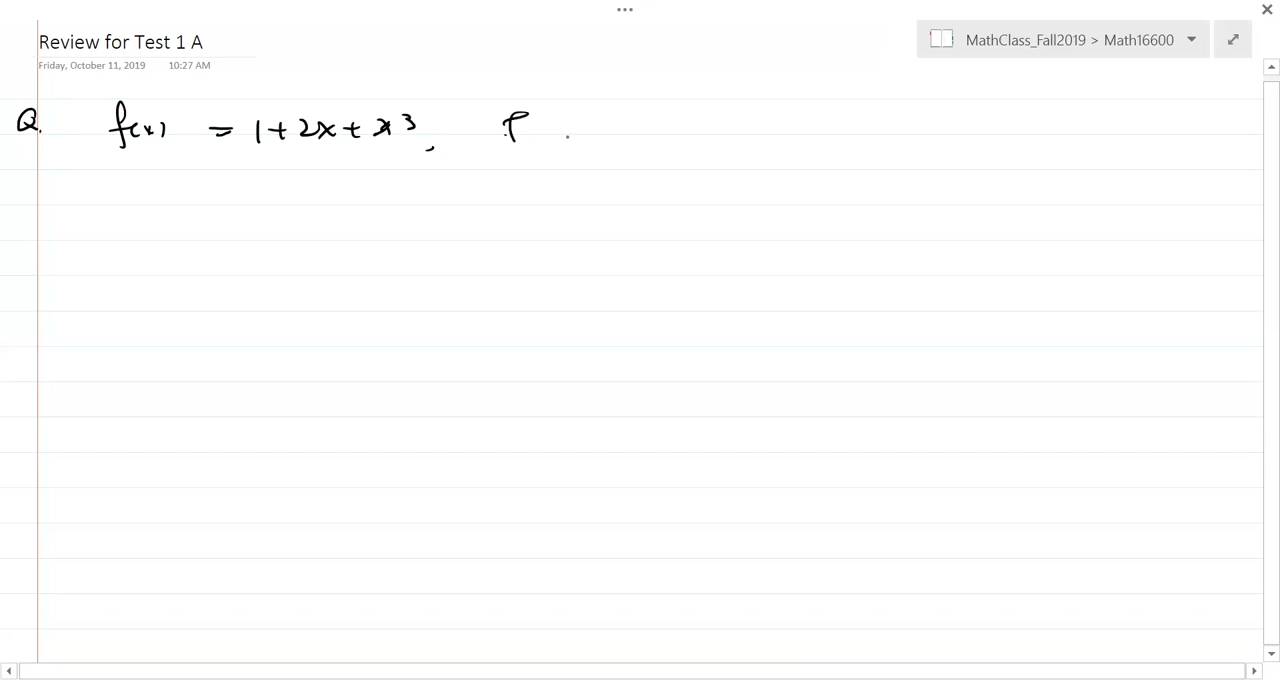 Review for Test 1 A
MathClass_Fall2019 > Math16600
Friday, October 11, 2019 10:27 AM
Q. f(x) = 1 + 2x + x³,